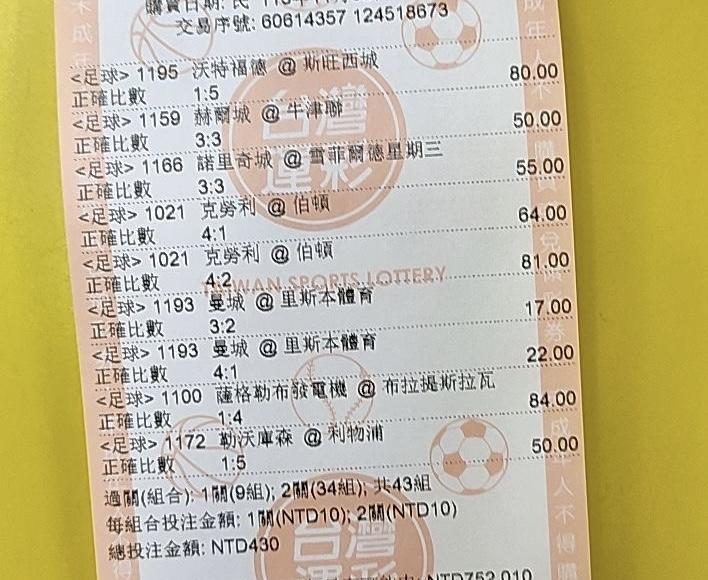 購買日期: 民
交易序號: 60614357 124518673
<足球> 1195 沃特福德 @ 斯旺西城
正確比數 1:5 80.00
<足球> 1159 赫爾城 @ 牛津聯
正確比數 3:3 50.00
<足球> 1166 諾里奇城 @ 雪菲爾德星期三
正確比數 3:3 55.00
<足球> 1021 克勞利 @ 伯頓
正確比數 4:1 64.00
<足球> 1021 克勞利 @ 伯頓
正確比數 4:2 81.00
TAIWAN SPORTS LOTTERY
<足球> 1193 曼城 @ 里斯本體育
正確比數 3:2 17.00
<足球> 1193 曼城 @ 里斯本體育
正確比數 4:1 22.00
<足球> 1100 薩格勒布發電機 @ 布拉提斯拉瓦
正確比數 1:4 84.00
<足球> 1172 勒沃庫森 @ 利物浦
正確比數 1:5 50.00
過關(組合): 1關(9組); 2關(34組); 共43組
每組合投注金額: 1關(NTD10); 2關(NTD10)
總投注金額: NTD430
NTD752,010
台灣
運彩
台灣
運彩